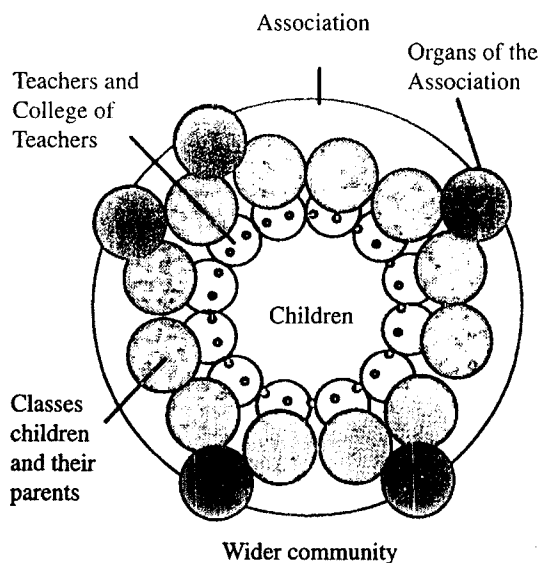 Association
Organs of the
Association
Teachers and
College of
Teachers
Children
Classes
children
and their
parents
Wider community